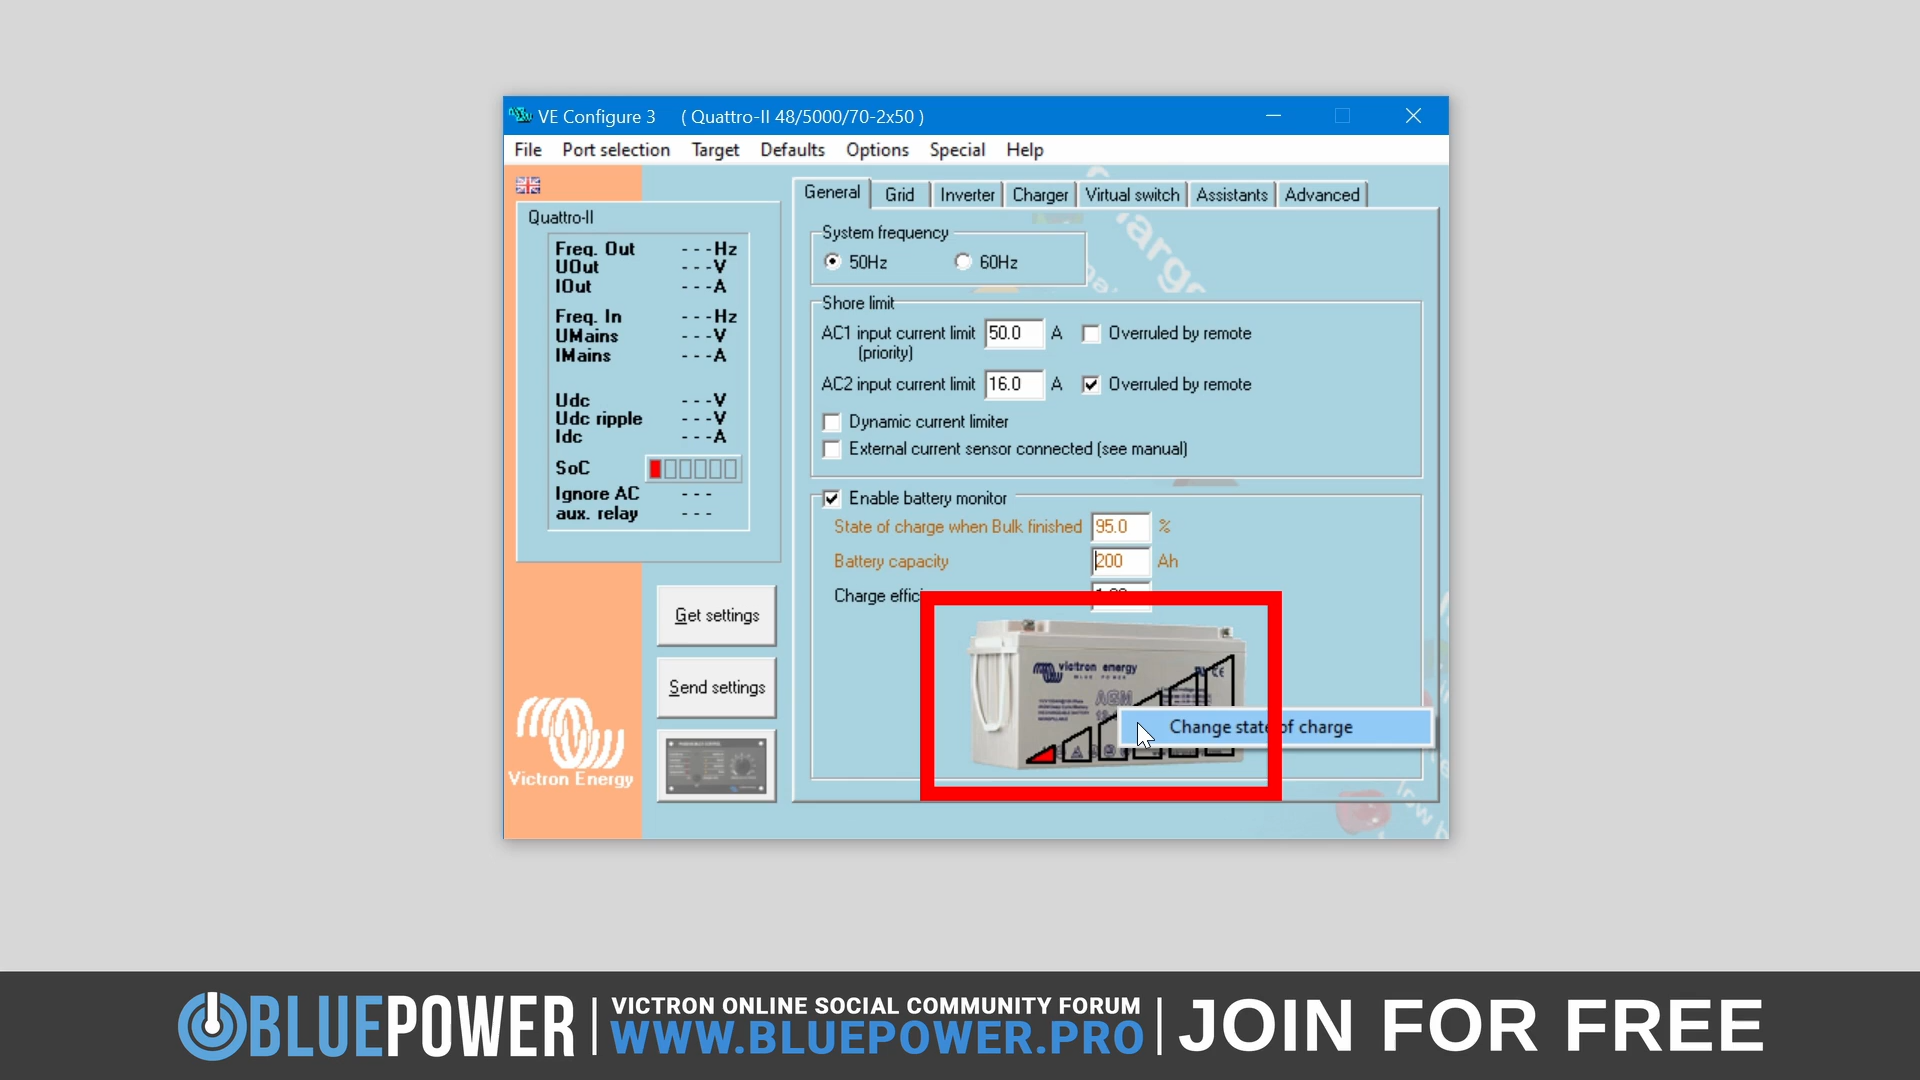 VE Configure 3 ( Quattro-II 48/5000/70-2x50 )
File Port selection Target Defaults Options Special Help
General Grid Inverter Charger Virtual switch Assistants Advanced
Quattro-II
Freq. Out ---Hz
UOut ---V
IOut ---A
Freq. In ---Hz
UMains ---V
IMains ---A
Udc ---V
Udc ripple ---V
Idc ---A
SoC
Ignore AC ---
aux. relay ---
Get settings
Send settings
Victron Energy
System frequency
50Hz 60Hz
Shore limit
AC1 input current limit 50.0 A Overruled by remote
(priority)
AC2 input current limit 16.0 A Overruled by remote
Dynamic current limiter
External current sensor connected (see manual)
Enable battery monitor
State of charge when Bulk finished 95.0 %
Battery capacity 200 Ah
Charge effici
victron energy
BLUE POWER
AGM
Change state of charge
BLUEPOWER
VICTRON ONLINE SOCIAL COMMUNITY FORUM
WWW.BLUEPOWER.PRO
JOIN FOR FREE